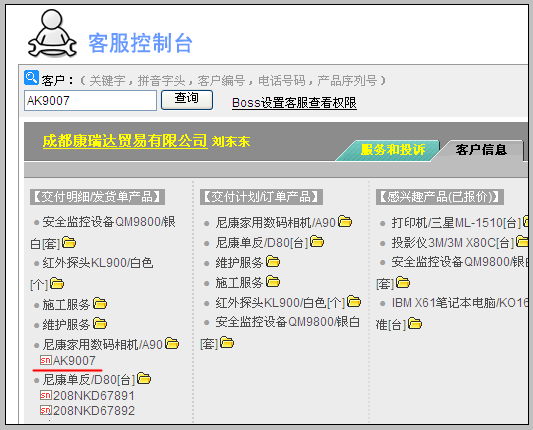 客服控制台
客户：（关键字，拼音字头，客户编号，电话号码，产品序列号）
AK9007 查询 Boss设置客服查看权限
成都康瑞达贸易有限公司 刘东东 服务和投诉 客户信息
【交付明细/发货单产品】
安全监控设备QM9800/银
白[套]
红外探头KL900/白色
[个]
施工服务
维护服务
尼康家用数码相机/A90
sn AK9007
尼康单反/D80[台]
sn 208NKD67891
sn 208NKD67892
【交付计划/订单产品】
尼康家用数码相机/A90
尼康单反/D80[台]
维护服务
施工服务
红外探头KL900/白色[个]
安全监控设备QM9800/银白
[套]
【感兴趣产品(已报价)】
打印机/三星ML-1510[台]
投影仪3M/3M X80C[台]
安全监控设备QM9800/银
[套]
IBM X61笔记本电脑/KO16
准[台]